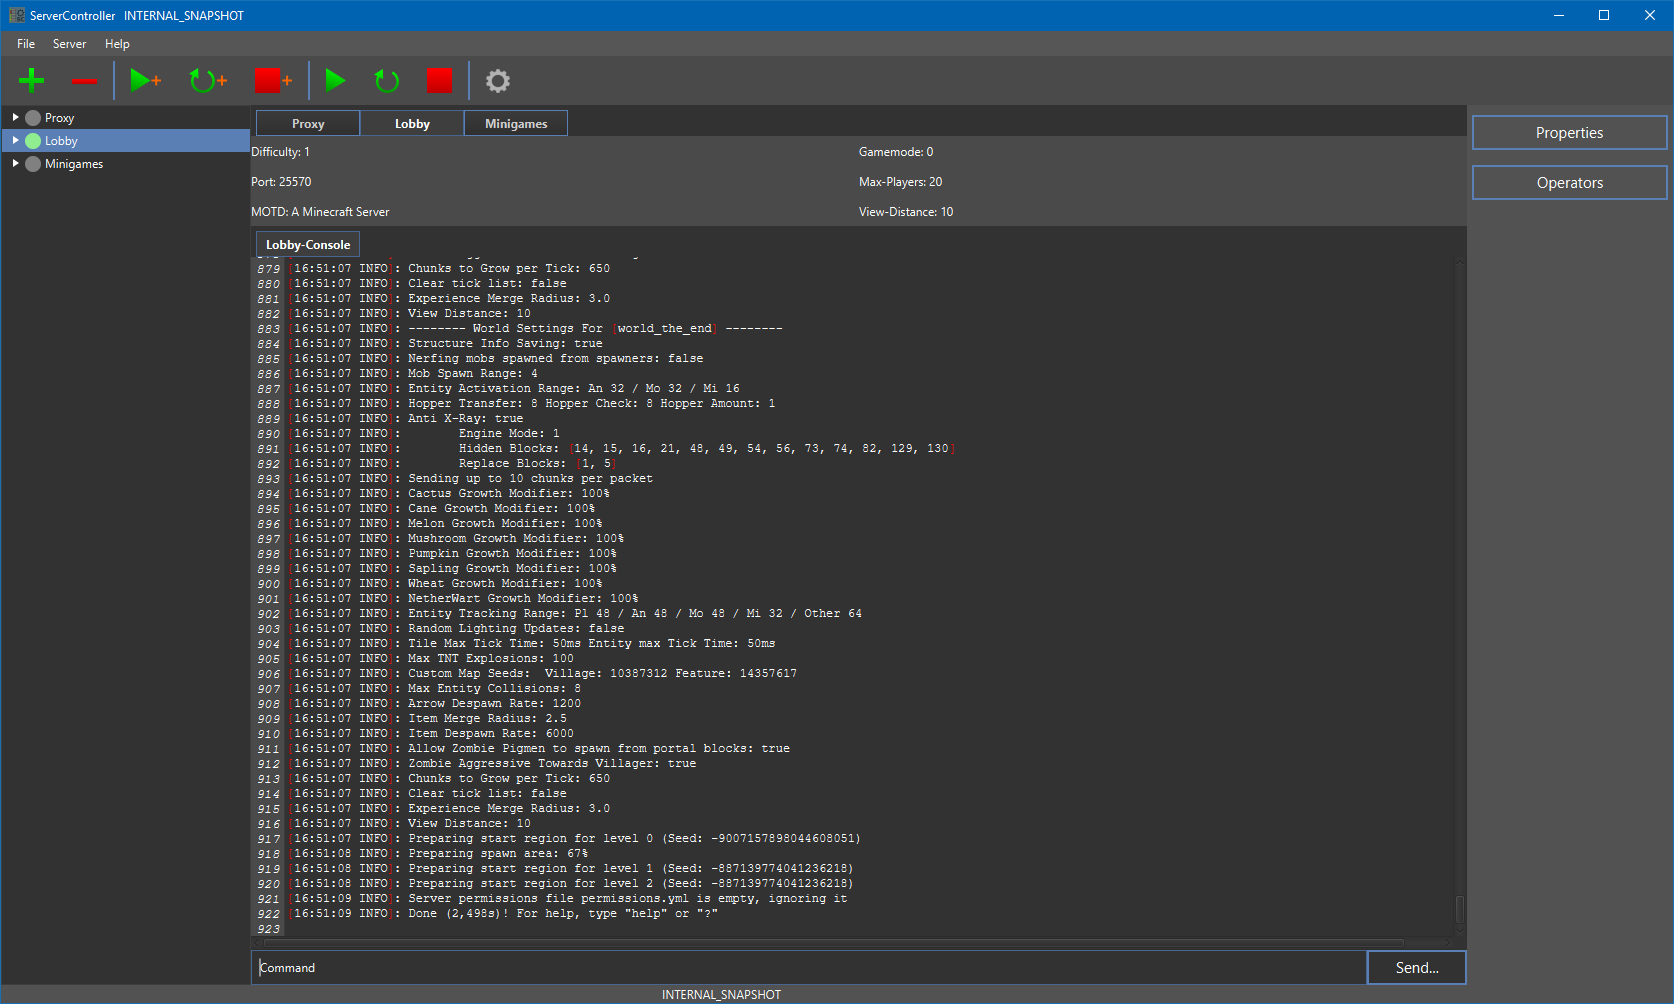 ServerController INTERNAL_SNAPSHOT
File Server Help
Proxy
Lobby
Minigames
Proxy Lobby Minigames
Difficulty: 1
Gamemode: 0
Port: 25570
Max-Players: 20
MOTD: A Minecraft Server
View-Distance: 10
Properties
Operators
Lobby-Console
879 [16:51:07 INFO]: Chunks to Grow per Tick: 650
880 [16:51:07 INFO]: Clear tick list: false
881 [16:51:07 INFO]: Experience Merge Radius: 3.0
882 [16:51:07 INFO]: View Distance: 10
883 [16:51:07 INFO]: -------- World Settings For [world_the_end] --------
884 [16:51:07 INFO]: Structure Info Saving: true
885 [16:51:07 INFO]: Nerfing mobs spawned from spawners: false
886 [16:51:07 INFO]: Mob Spawn Range: 4
887 [16:51:07 INFO]: Entity Activation Range: An 32 / Mo 32 / Mi 16
888 [16:51:07 INFO]: Hopper Transfer: 8 Hopper Check: 8 Hopper Amount: 1
889 [16:51:07 INFO]: Anti X-Ray: true
890 [16:51:07 INFO]: Engine Mode: 1
891 [16:51:07 INFO]: Hidden Blocks: [14, 15, 16, 21, 48, 49, 54, 56, 73, 74, 82, 129, 130]
892 [16:51:07 INFO]: Replace Blocks: [1, 5]
893 [16:51:07 INFO]: Sending up to 10 chunks per packet
894 [16:51:07 INFO]: Cactus Growth Modifier: 100%
895 [16:51:07 INFO]: Cane Growth Modifier: 100%
896 [16:51:07 INFO]: Melon Growth Modifier: 100%
897 [16:51:07 INFO]: Mushroom Growth Modifier: 100%
898 [16:51:07 INFO]: Pumpkin Growth Modifier: 100%
899 [16:51:07 INFO]: Sapling Growth Modifier: 100%
900 [16:51:07 INFO]: Wheat Growth Modifier: 100%
901 [16:51:07 INFO]: NetherWart Growth Modifier: 100%
902 [16:51:07 INFO]: Entity Tracking Range: Pl 48 / An 48 / Mo 48 / Mi 32 / Other 64
903 [16:51:07 INFO]: Random Lighting Updates: false
904 [16:51:07 INFO]: Tile Max Tick Time: 50ms Entity max Tick Time: 50ms
905 [16:51:07 INFO]: Max TNT Explosions: 100
906 [16:51:07 INFO]: Custom Map Seeds: Village: 10387312 Feature: 14357617
907 [16:51:07 INFO]: Max Entity Collisions: 8
908 [16:51:07 INFO]: Arrow Despawn Rate: 1200
909 [16:51:07 INFO]: Item Merge Radius: 2.5
910 [16:51:07 INFO]: Item Despawn Rate: 6000
911 [16:51:07 INFO]: Allow Zombie Pigmen to spawn from portal blocks: true
912 [16:51:07 INFO]: Zombie Aggressive Towards Villager: true
913 [16:51:07 INFO]: Chunks to Grow per Tick: 650
914 [16:51:07 INFO]: Clear tick list: false
915 [16:51:07 INFO]: Experience Merge Radius: 3.0
916 [16:51:07 INFO]: View Distance: 10
917 [16:51:07 INFO]: Preparing start region for level 0 (Seed: -9007157898044608051)
918 [16:51:08 INFO]: Preparing spawn area: 67%
919 [16:51:08 INFO]: Preparing start region for level 1 (Seed: -887139774041236218)
920 [16:51:08 INFO]: Preparing start region for level 2 (Seed: -887139774041236218)
921 [16:51:09 INFO]: Server permissions file permissions.yml is empty, ignoring it
922 [16:51:09 INFO]: Done (2,498s)! For help, type "help" or "?"
923
Command
Send...
INTERNAL_SNAPSHOT